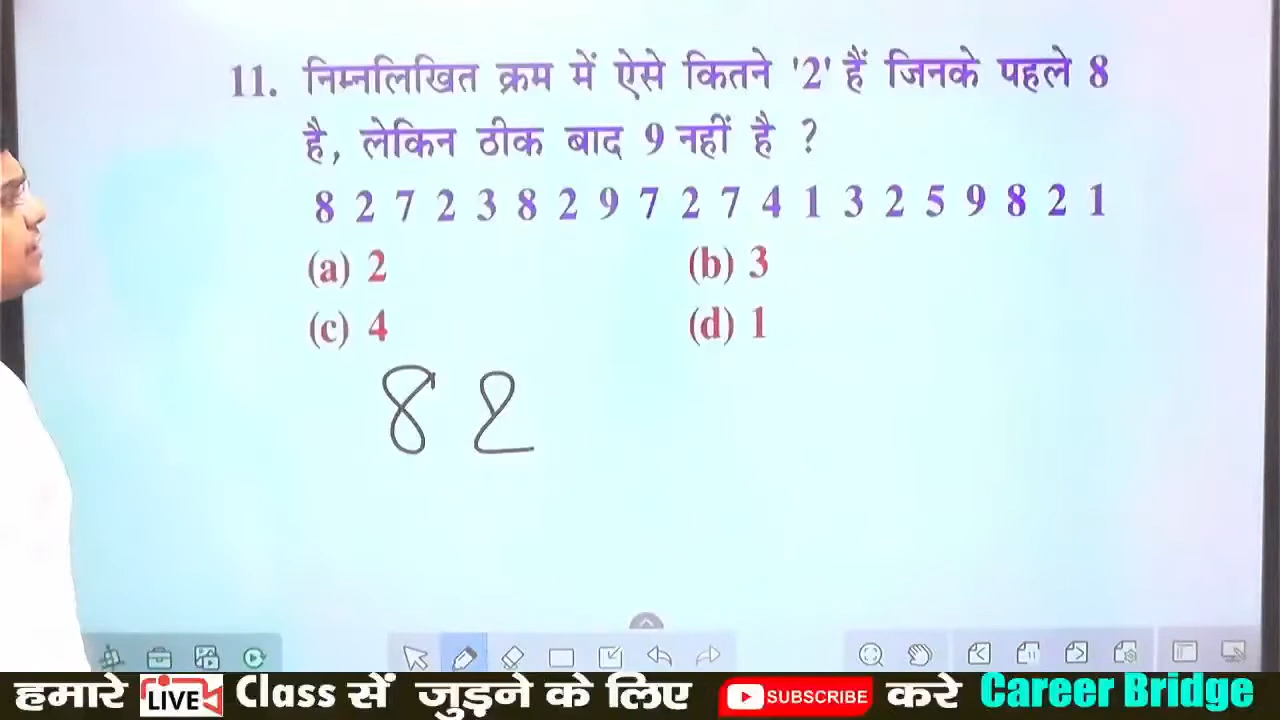 11. निम्नलिखित क्रम में ऐसे कितने '2' हैं जिनके पहले 8
है, लेकिन ठीक बाद 9 नहीं है ?
8 2 7 2 3 8 2 9 7 2 7 4 1 3 2 5 9 8 2 1
(a) 2 (b) 3
(c) 4 (d) 1
8 2
हमारे LIVE Class सें जुड़ने के लिए SUBSCRIBE करे Career Bridge